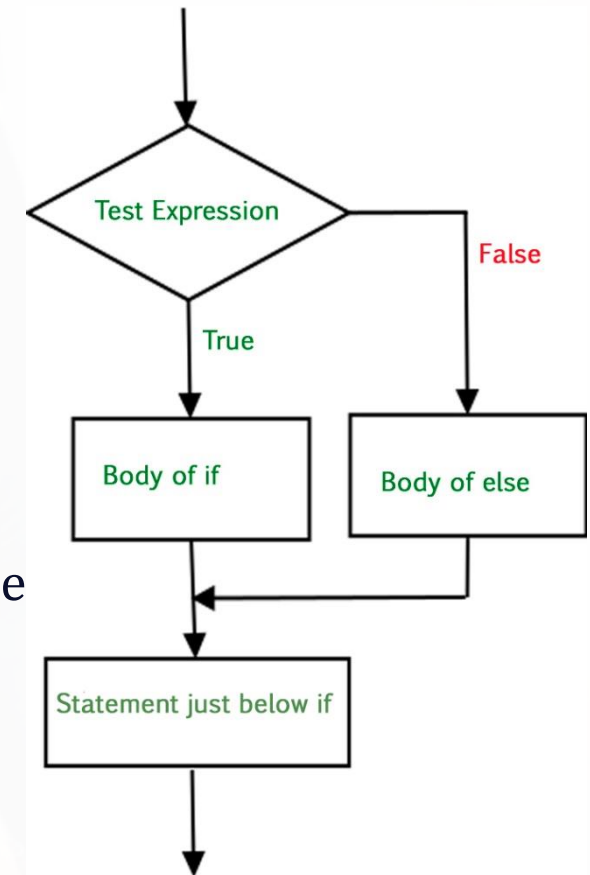 Test Expression
False
True
Body of if
Body of else
e
Statement just below if